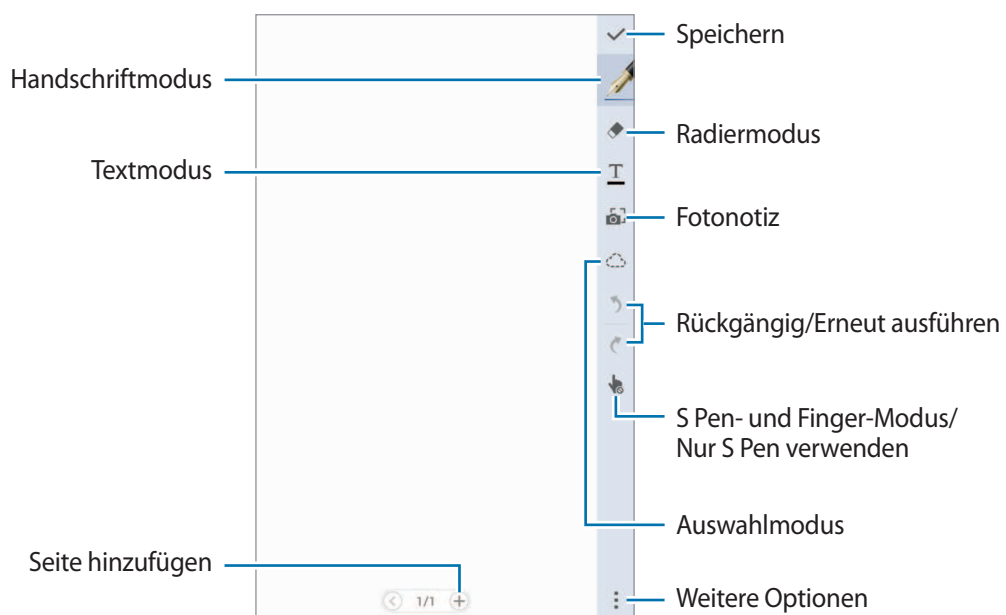 Speichern
Handschriftmodus
Radiermodus
Textmodus
T
Fotonotiz
Rückgängig/Erneut ausführen
S Pen- und Finger-Modus/
Nur S Pen verwenden
Auswahlmodus
Seite hinzufügen
1/1
Weitere Optionen